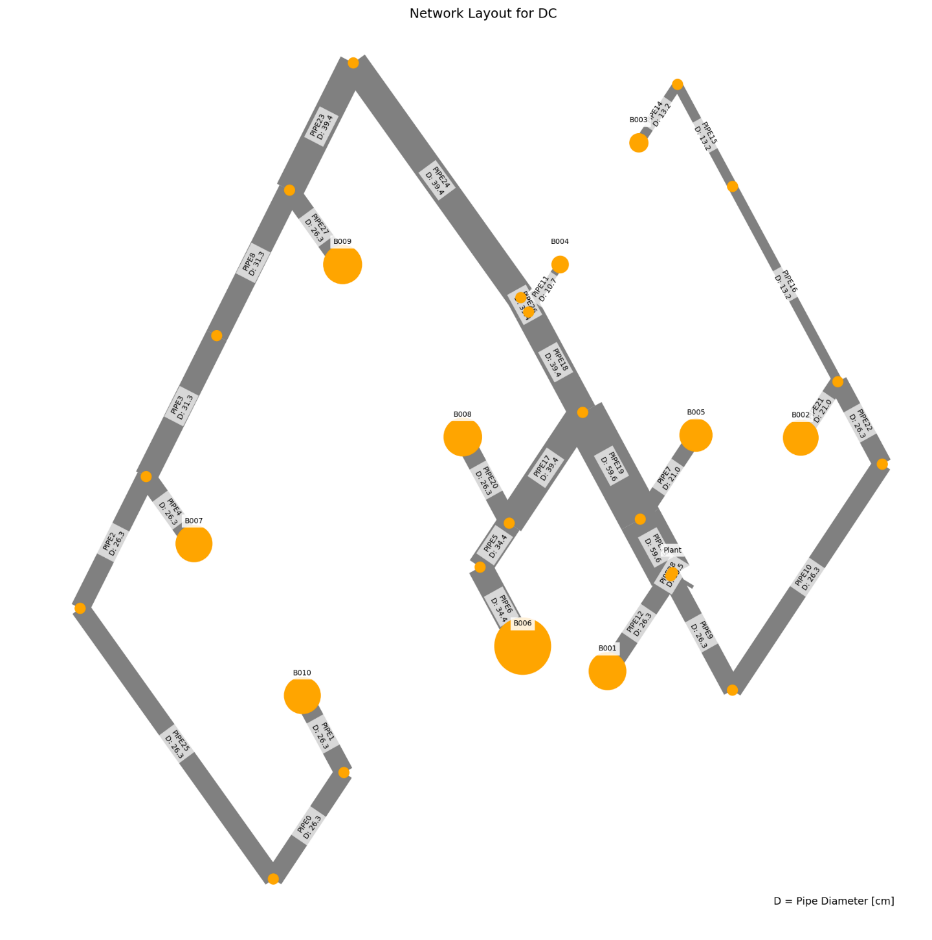 Network Layout for DC
PIPE14
D: 13.2
B003
PIPE23
D: 39.4
PIPE15
D: 13.2
PIPE24
D: 39.4
PIPE27
D: 26.3
B009
B004
PIPE8
D: 31.3
PIPE11
D: 10.7
PIPE16
D: 13.2
PIPE18
D: 39.4
PIPE3
D: 31.3
B008
B005
B002
D: 21.0
PIPE22
D: 26.3
PIPE17
D: 39.4
PIPE19
D: 59.6
PIPE20
D: 26.3
PIPE7
D: 21.0
PIPE4
D: 26.3
B007
PIPE2
D: 26.3
PIPE5
D: 34.4
D: 59.6
Plant
PIPE10
D: 26.3
PIPE6
D: 34.4
B006
PIPE12
D: 26.3
PIPE9
D: 26.3
B001
B010
PIPE1
D: 26.3
PIPE25
D: 26.3
PIPE0
D: 26.3
D = Pipe Diameter [cm]